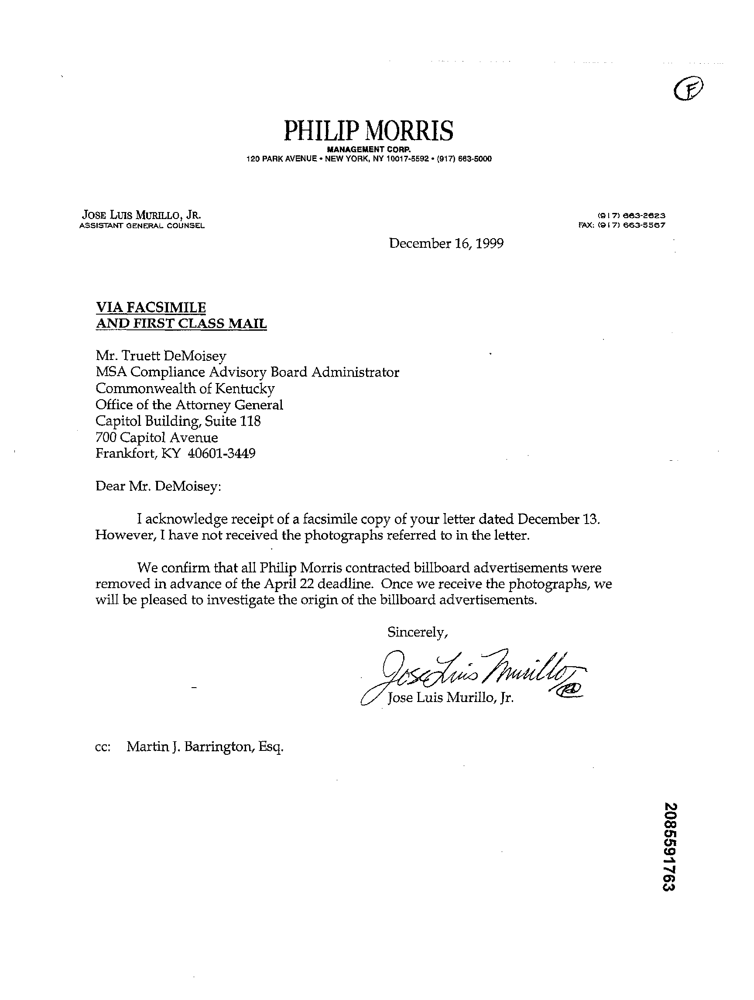 F
PHILIP MORRIS
MANAGEMENT CORP.
120 PARK AVENUE • NEW YORK, NY 10017-5592 • (917) 663-5000
JOSE LUIS MURILLO, JR.
ASSISTANT GENERAL COUNSEL
(917) 663-2623
FAX: (917) 663-5567
December 16, 1999
VIA FACSIMILE
AND FIRST CLASS MAIL
Mr. Truett DeMoisey
MSA Compliance Advisory Board Administrator
Commonwealth of Kentucky
Office of the Attorney General
Capitol Building, Suite 118
700 Capitol Avenue
Frankfort, KY 40601-3449
Dear Mr. DeMoisey:
I acknowledge receipt of a facsimile copy of your letter dated December 13.
However, I have not received the photographs referred to in the letter.
We confirm that all Philip Morris contracted billboard advertisements were
removed in advance of the April 22 deadline. Once we receive the photographs, we
will be pleased to investigate the origin of the billboard advertisements.
Sincerely,
Jose Luis Murillo
Jose Luis Murillo, Jr.
cc: Martin J. Barrington, Esq.
2085591763